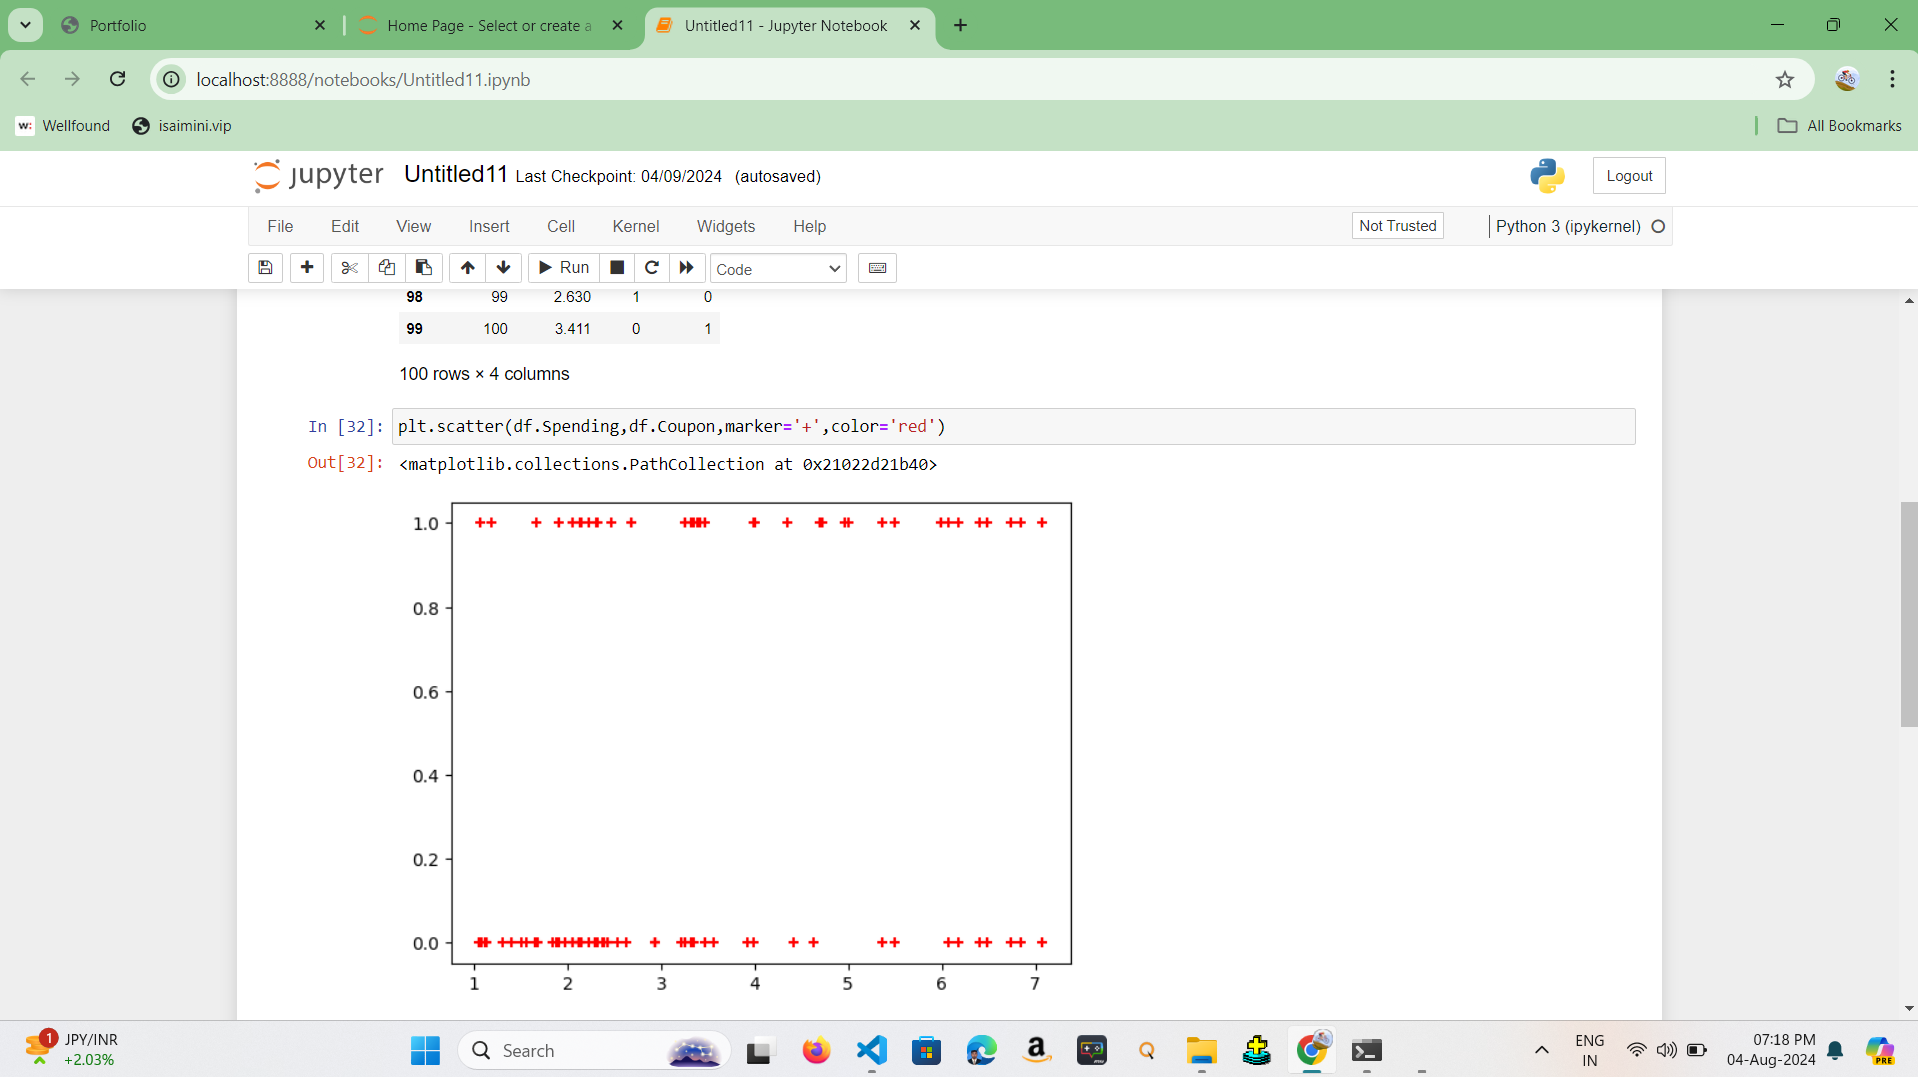 Portfolio
Home Page - Select or create a
Untitled11 - Jupyter Notebook
localhost:8888/notebooks/Untitled11.ipynb
w: Wellfound
isaimini.vip
All Bookmarks
jupyter Untitled11 Last Checkpoint: 04/09/2024 (autosaved)
Logout
File Edit View Insert Cell Kernel Widgets Help
Not Trusted
Python 3 (ipykernel)
Run
Code
98 99 2.630 1 0
99 100 3.411 0 1
100 rows × 4 columns
In [32]: plt.scatter(df.Spending,df.Coupon,marker='+',color='red')
Out[32]: <matplotlib.collections.PathCollection at 0x21022d21b40>
1.0
0.8
0.6
0.4
0.2
0.0
1 2 3 4 5 6 7
1
JPY/INR
+2.03%
Search
ENG
IN
07:18 PM
04-Aug-2024
PRE